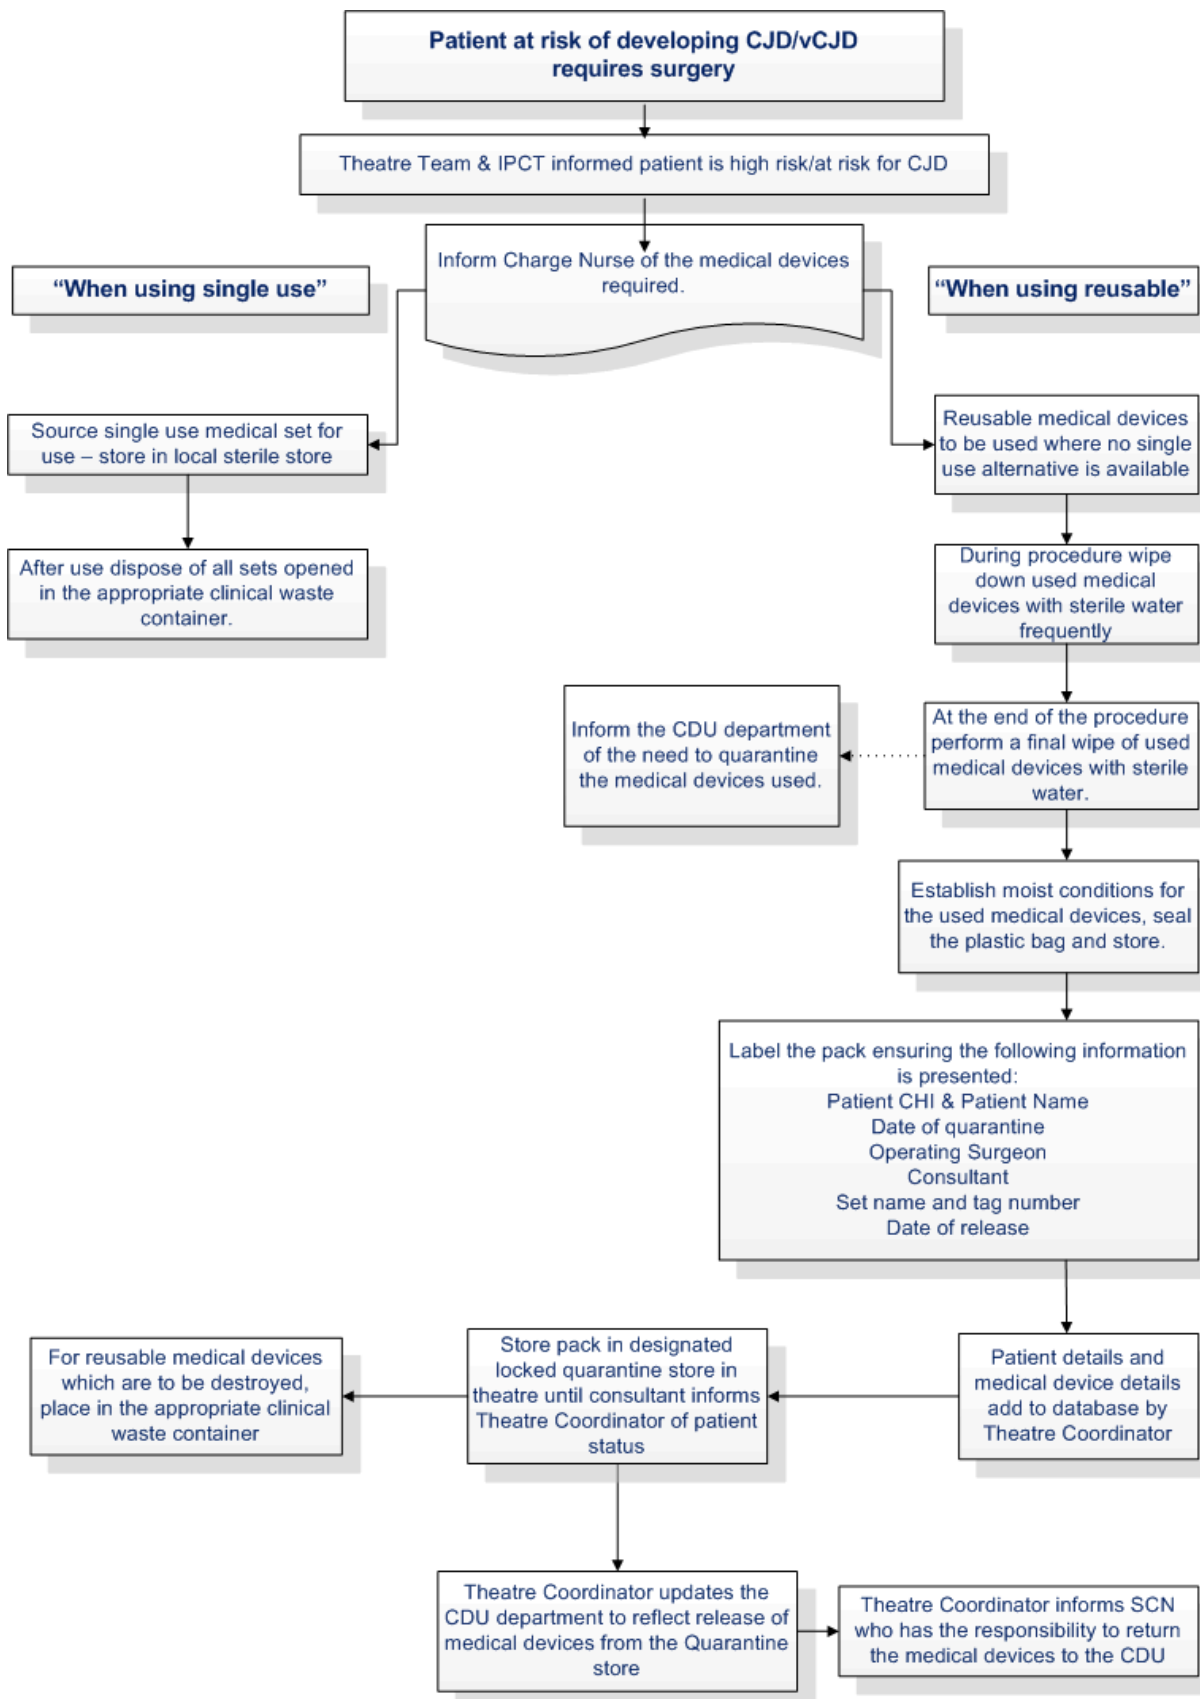 Patient at risk of developing CJD/vCJD
requires surgery
Theatre Team & IPCT informed patient is high risk/at risk for CJD
Inform Charge Nurse of the medical devices
required.
“When using single use”
“When using reusable”
Source single use medical set for
use – store in local sterile store
After use dispose of all sets opened
in the appropriate clinical waste
container.
Reusable medical devices
to be used where no single
use alternative is available
During procedure wipe
down used medical
devices with sterile water
frequently
At the end of the procedure
perform a final wipe of used
medical devices with sterile
water.
Inform the CDU department
of the need to quarantine
the medical devices used.
Establish moist conditions for
the used medical devices, seal
the plastic bag and store.
Label the pack ensuring the following information
is presented:
Patient CHI & Patient Name
Date of quarantine
Operating Surgeon
Consultant
Set name and tag number
Date of release
Patient details and
medical device details
add to database by
Theatre Coordinator
Store pack in designated
locked quarantine store in
theatre until consultant informs
Theatre Coordinator of patient
status
For reusable medical devices
which are to be destroyed,
place in the appropriate clinical
waste container
Theatre Coordinator updates the
CDU department to reflect release of
medical devices from the Quarantine
store
Theatre Coordinator informs SCN
who has the responsibility to return
the medical devices to the CDU